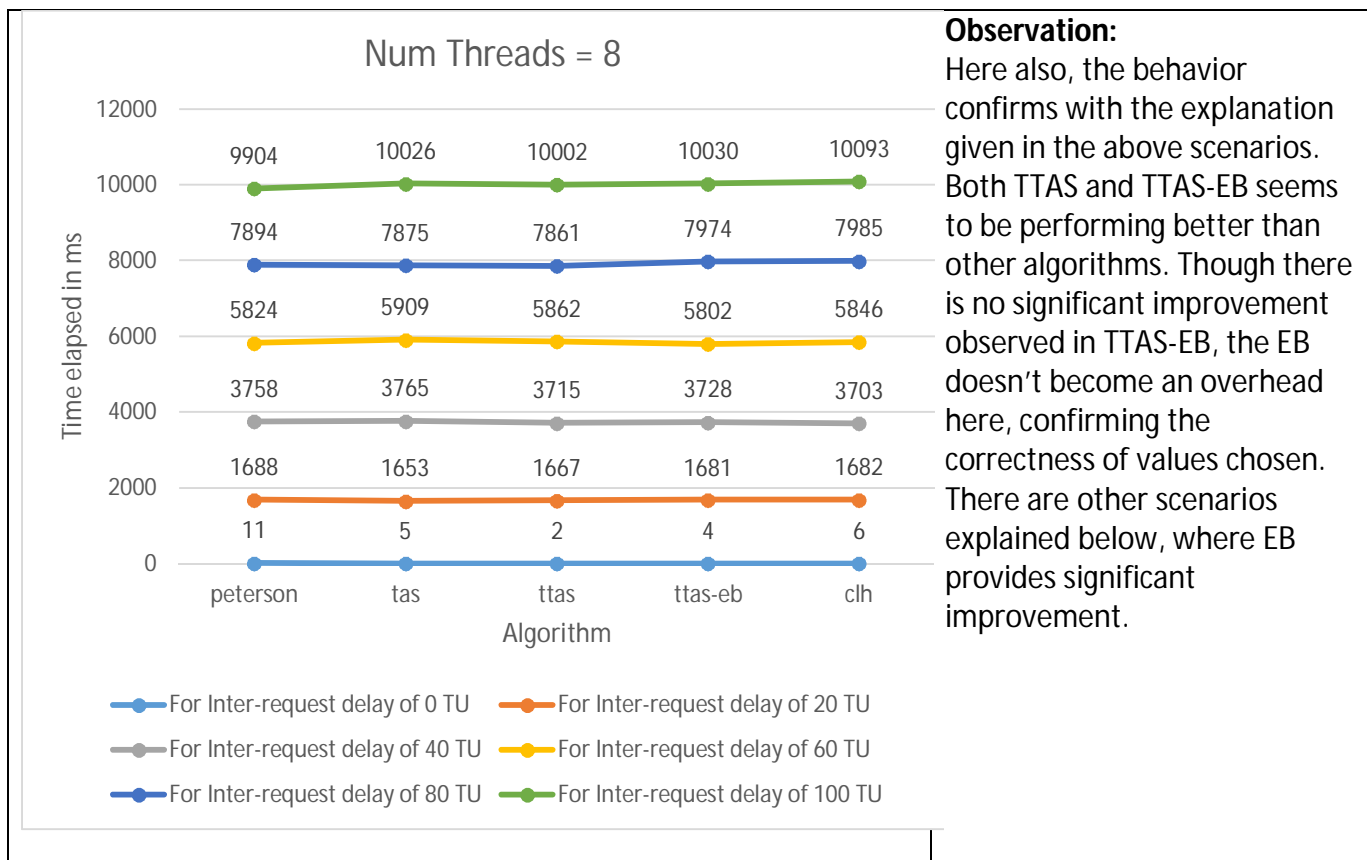 Num Threads = 8
12000
10000
8000
6000
4000
2000
0
Time elapsed in ms
9904 10026 10002 10030 10093
7894 7875 7861 7974 7985
5824 5909 5862 5802 5846
3758 3765 3715 3728 3703
1688 1653 1667 1681 1682
11 5 2 4 6
peterson tas ttas ttas-eb clh
Algorithm
For Inter-request delay of 0 TU For Inter-request delay of 20 TU
For Inter-request delay of 40 TU For Inter-request delay of 60 TU
For Inter-request delay of 80 TU For Inter-request delay of 100 TU
Observation:
Here also, the behavior
confirms with the explanation
given in the above scenarios.
Both TTAS and TTAS-EB seems
to be performing better than
other algorithms. Though there
is no significant improvement
observed in TTAS-EB, the EB
doesn’t become an overhead
here, confirming the
correctness of values chosen.
There are other scenarios
explained below, where EB
provides significant
improvement.